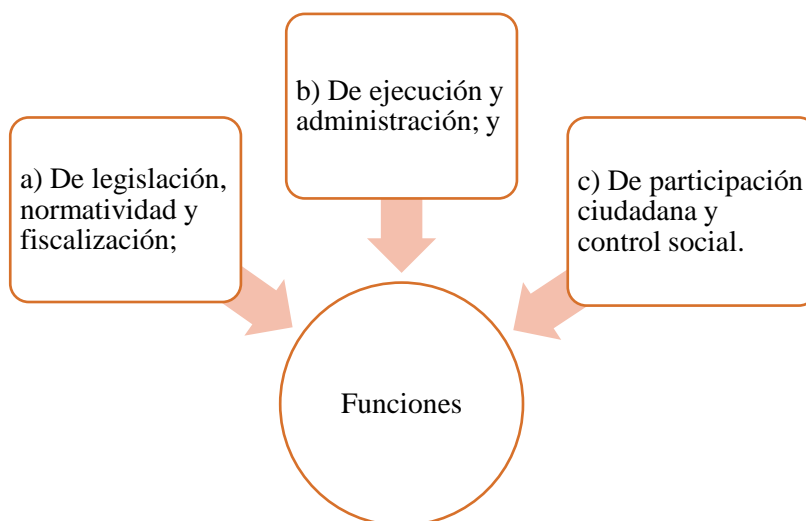 a) De legislación,
normatividad y
fiscalización;
b) De ejecución y
administración; y
c) De participación
ciudadana y
control social.
Funciones